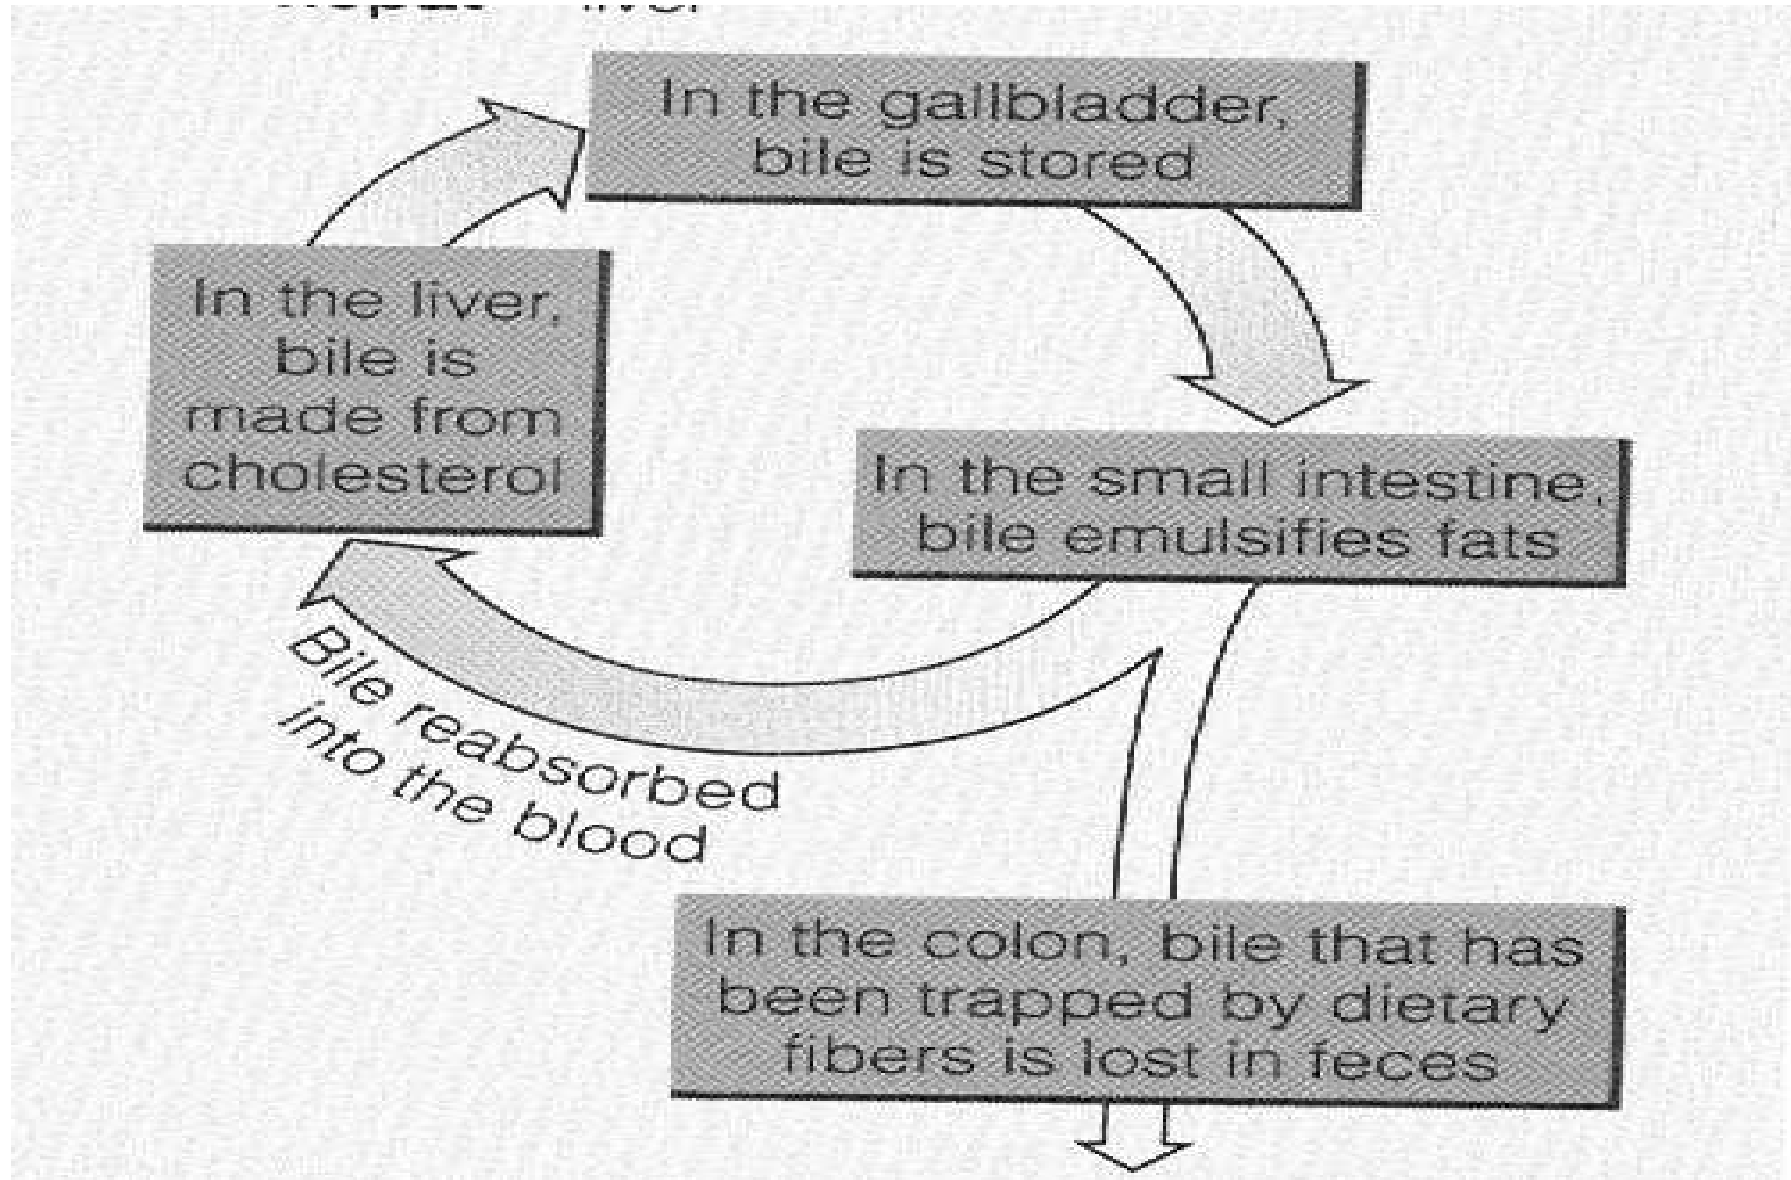 liver
In the gallbladder,
bile is stored
In the liver,
bile is
made from
cholesterol
In the small intestine,
bile emulsifies fats
Bile reabsorbed
into the blood
In the colon, bile that has
been trapped by dietary
fibers is lost in feces